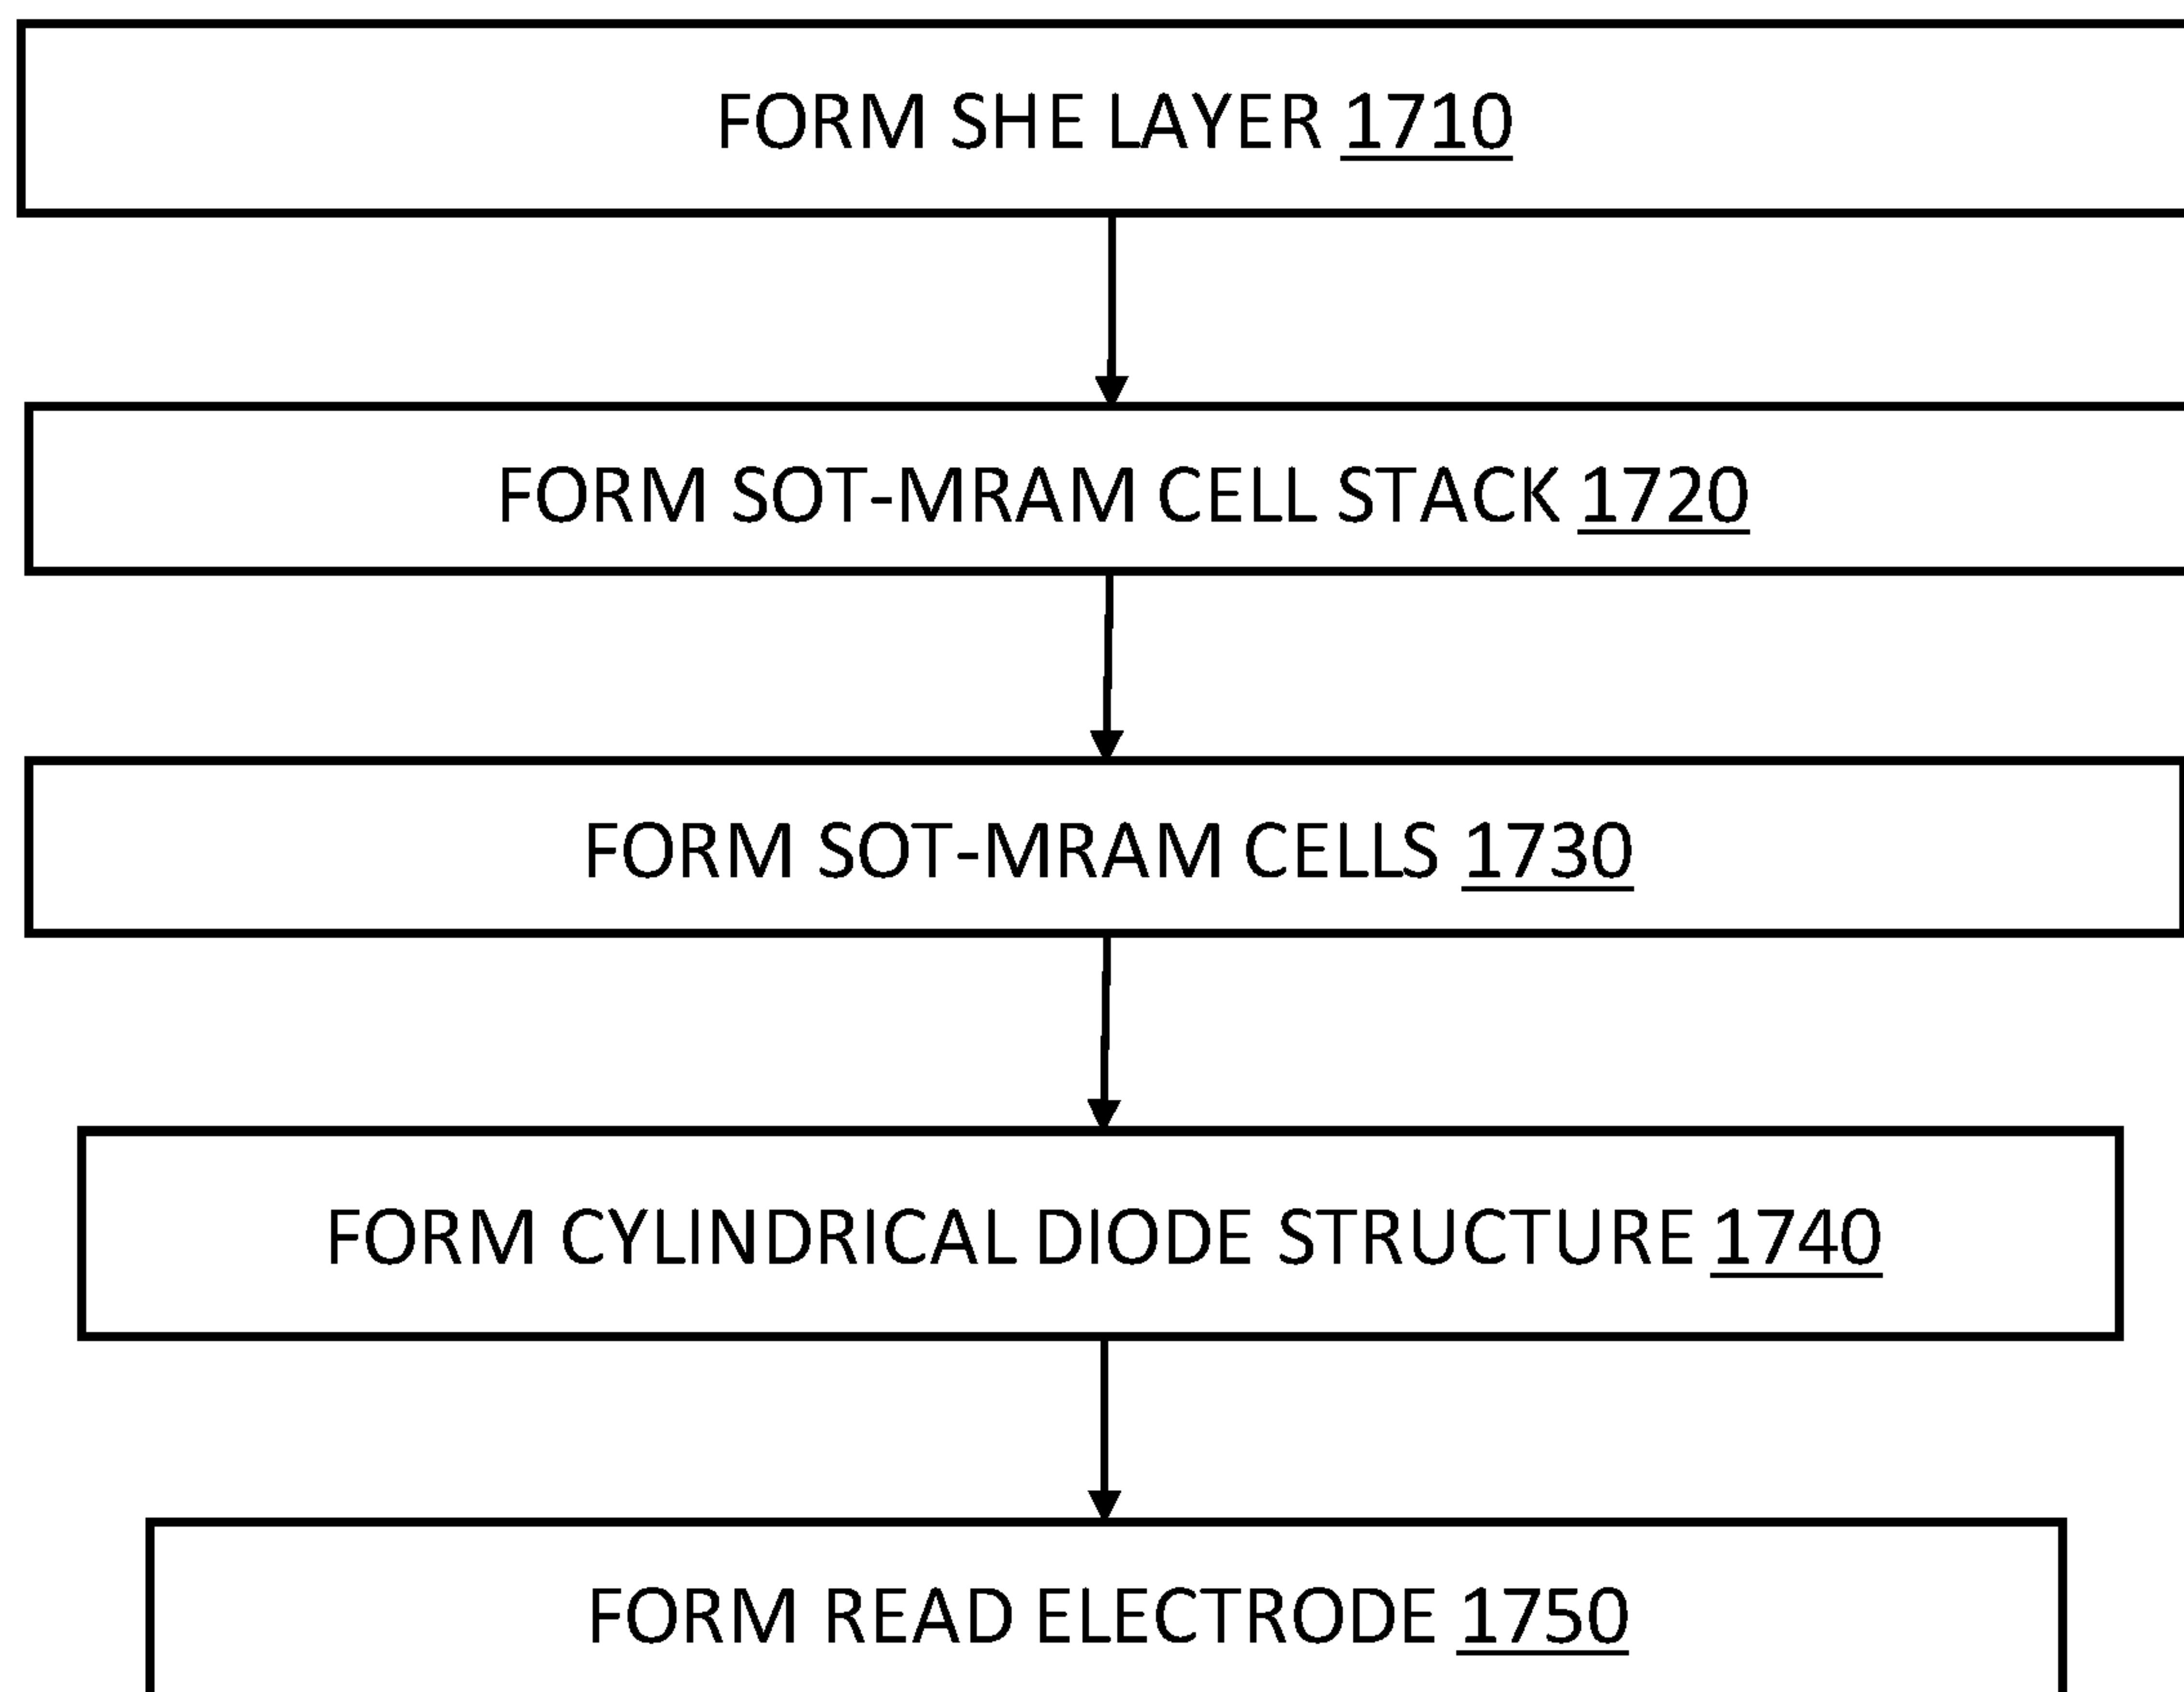 FORM SHE LAYER 1710
FORM SOT-MRAM CELL STACK 1720
FORM SOT-MRAM CELLS 1730
FORM CYLINDRICAL DIODE STRUCTURE 1740
FORM READ ELECTRODE 1750